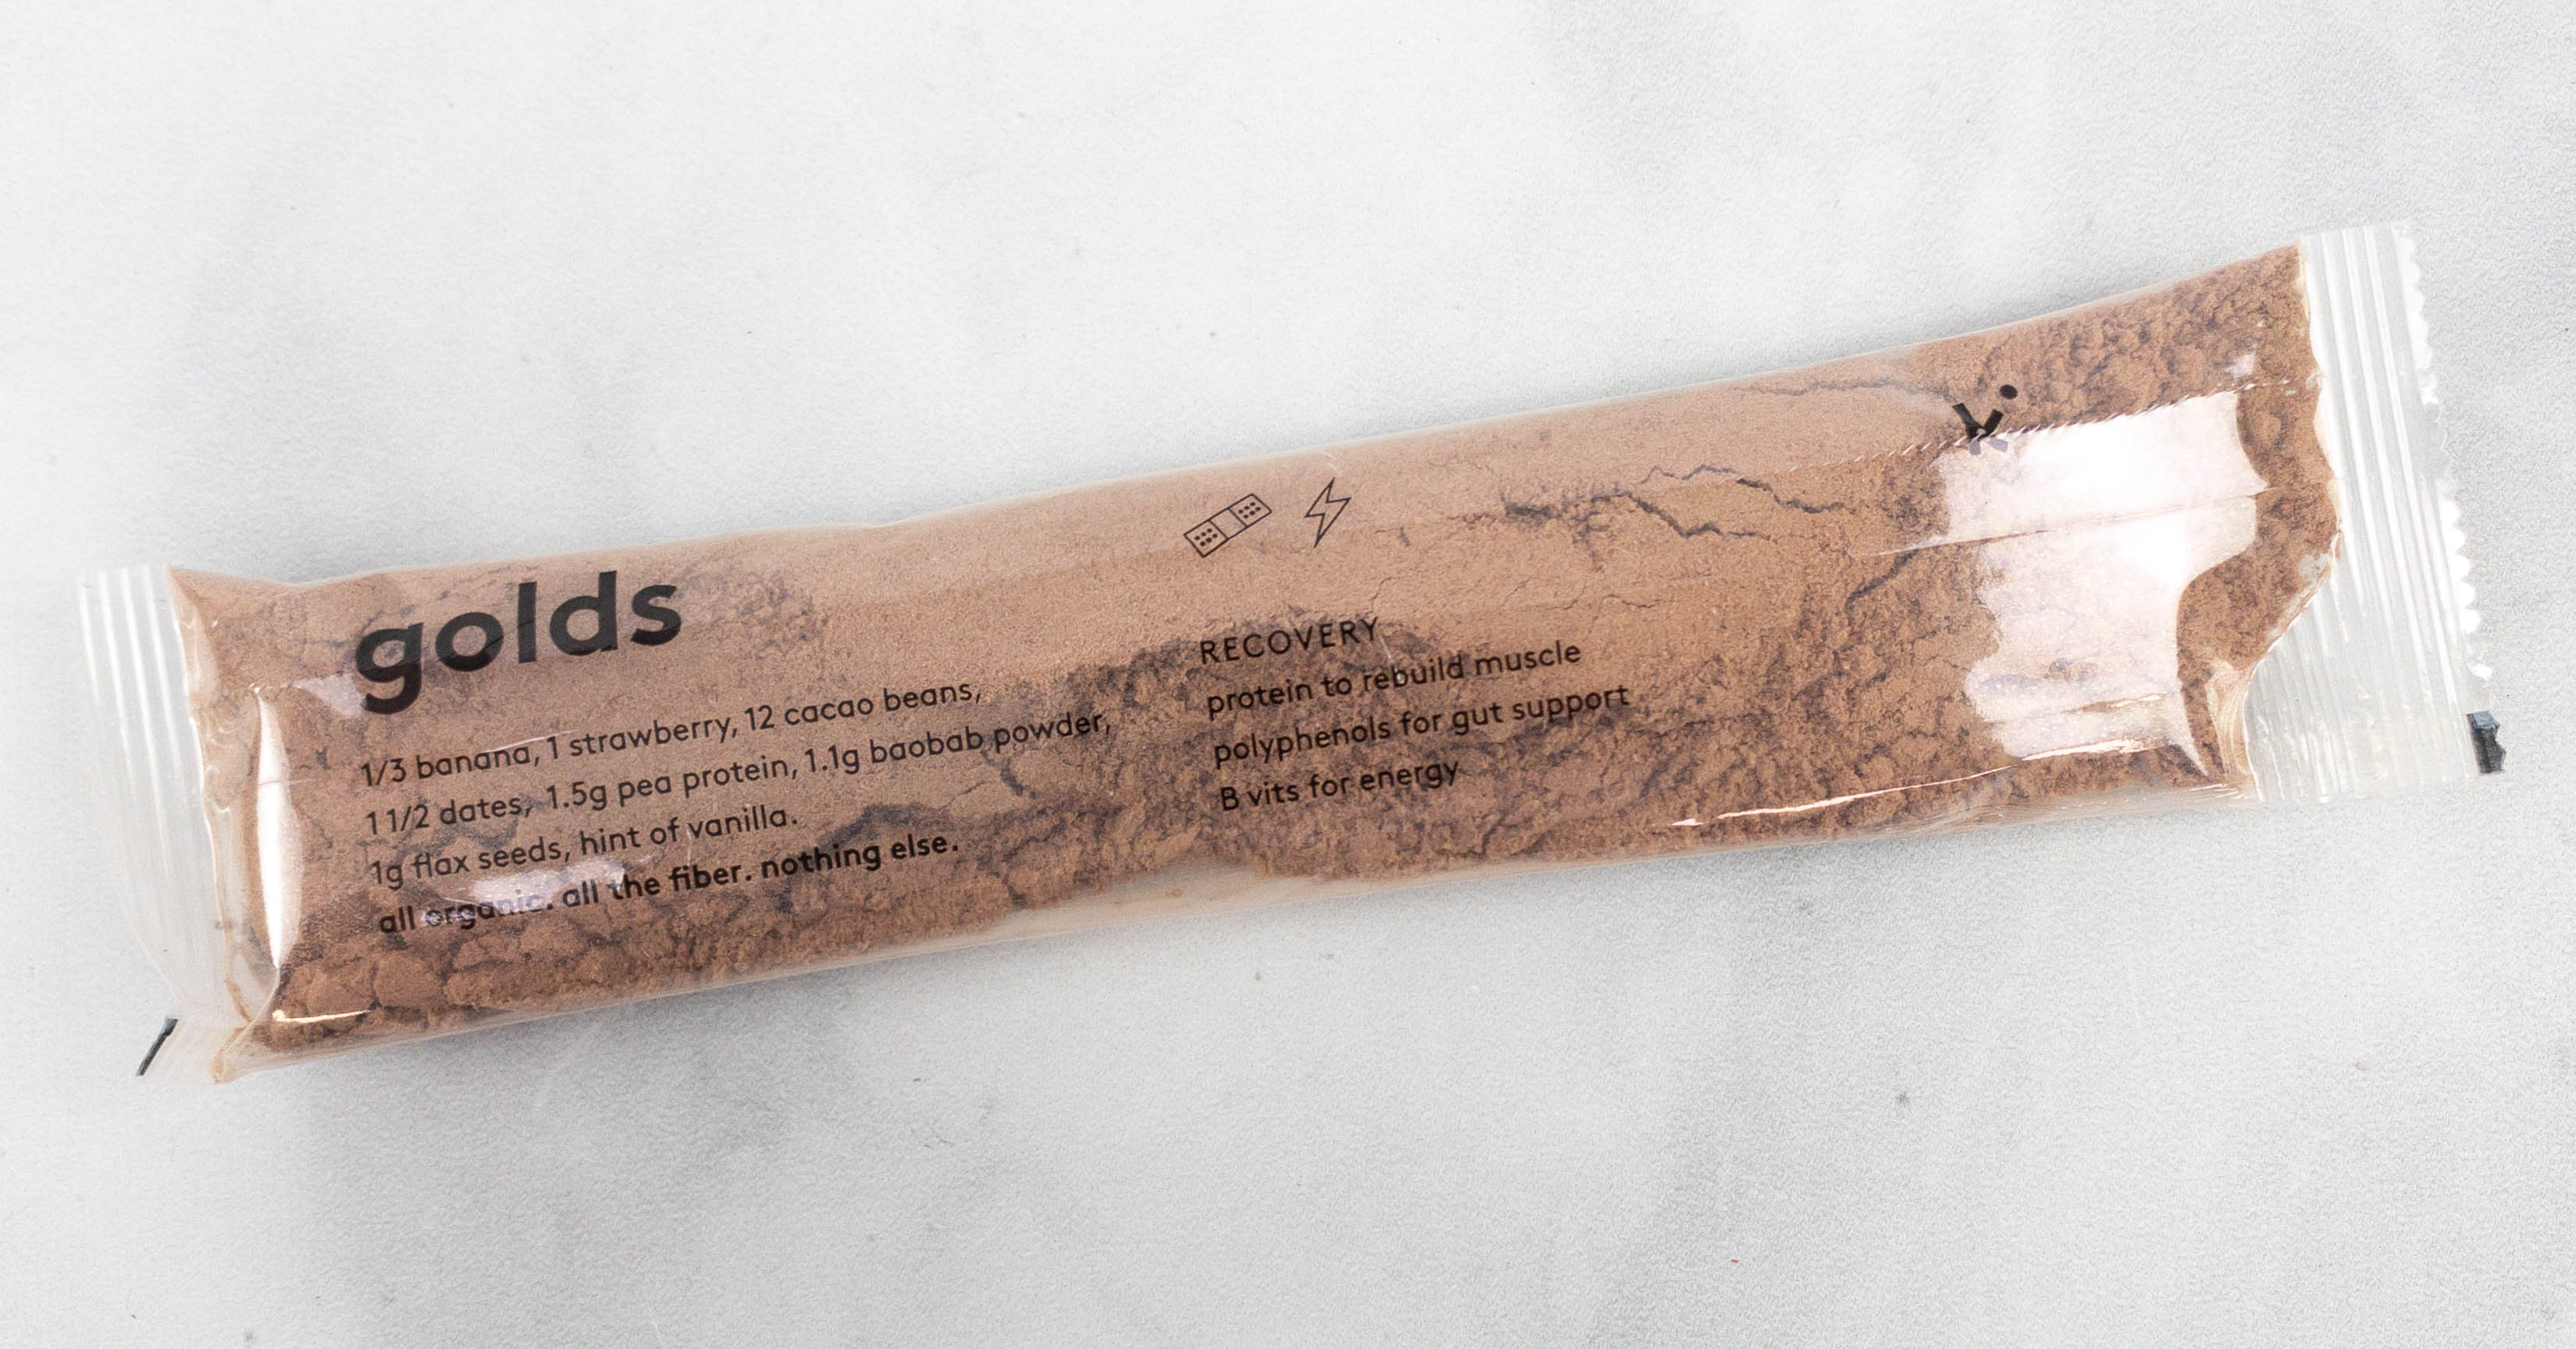 golds
1/3 banana, 1 strawberry, 12 cacao beans,
1 1/2 dates, 1.5g pea protein, 1.1g baobab powder,
1g flax seeds, hint of vanilla.
all organic. all the fiber. nothing else.
RECOVERY
protein to rebuild muscle
polyphenols for gut support
B vits for energy
k.